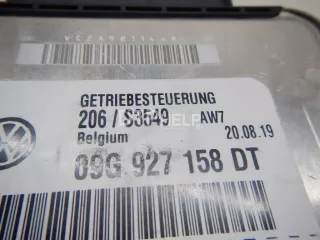 GETRIEBESTEUERUNG
206 / S3549 AW7
Belgium 20.08.19
09G 927 158 DT